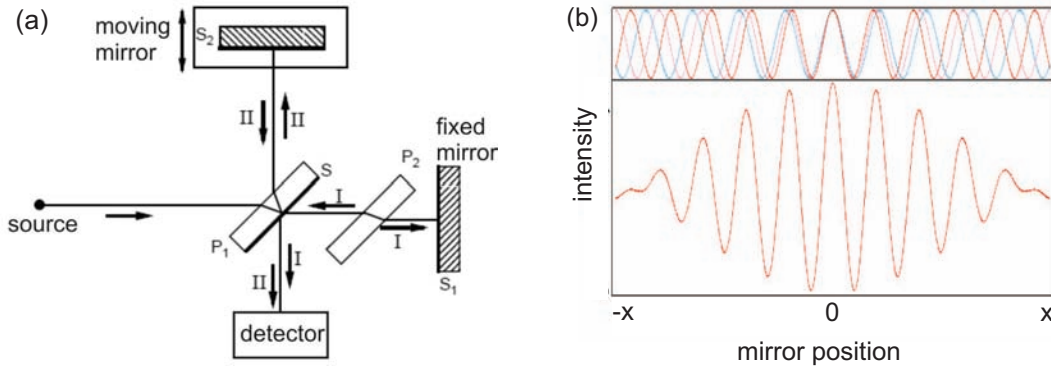 (a)
moving
mirror
S2
II
II
fixed
mirror
P2
S
I
source
P1
I
I
II
S1
detector
(b)
intensity
-x
0
x
mirror position